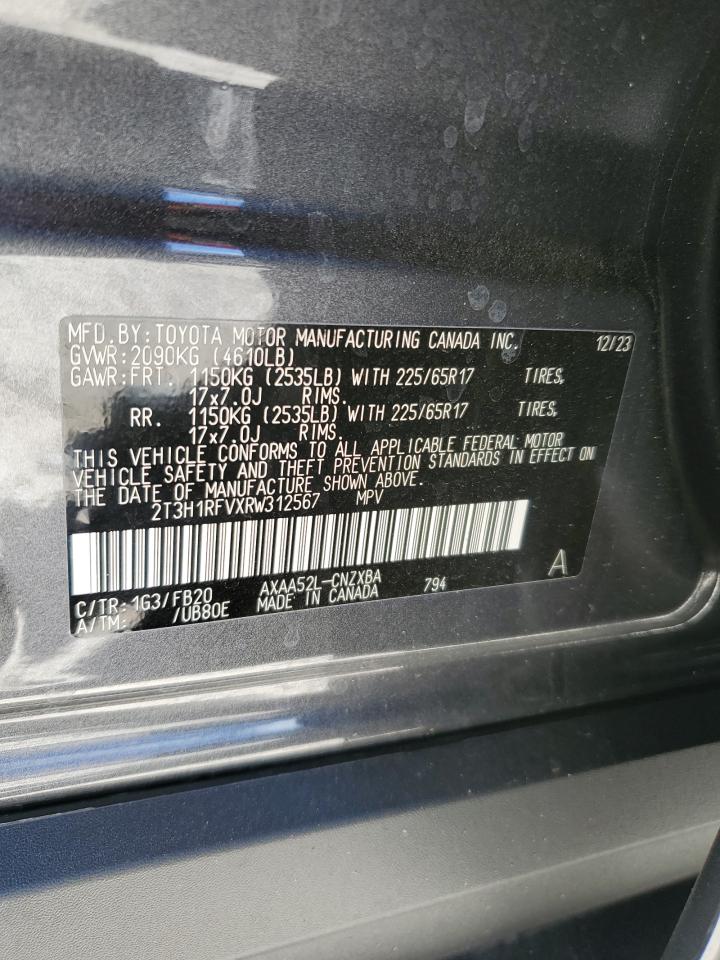 MFD.BY:TOYOTA MOTOR MANUFACTURING CANADA INC. 12/23
GVWR:2090KG (4610LB)
GAWR:FRT. 1150KG (2535LB) WITH 225/65R17 TIRES,
17x7.0J RIMS.
RR. 1150KG (2535LB) WITH 225/65R17 TIRES,
17x7.0J RIMS.
THIS VEHICLE CONFORMS TO ALL APPLICABLE FEDERAL MOTOR
VEHICLE SAFETY AND THEFT PREVENTION STANDARDS IN EFFECT ON
THE DATE OF MANUFACTURE SHOWN ABOVE.
2T3H1RFVXRW312567 MPV
A
C/TR:1G3/FB20 AXAA52L-CNZXBA 794
A/TM: /UB80E MADE IN CANADA